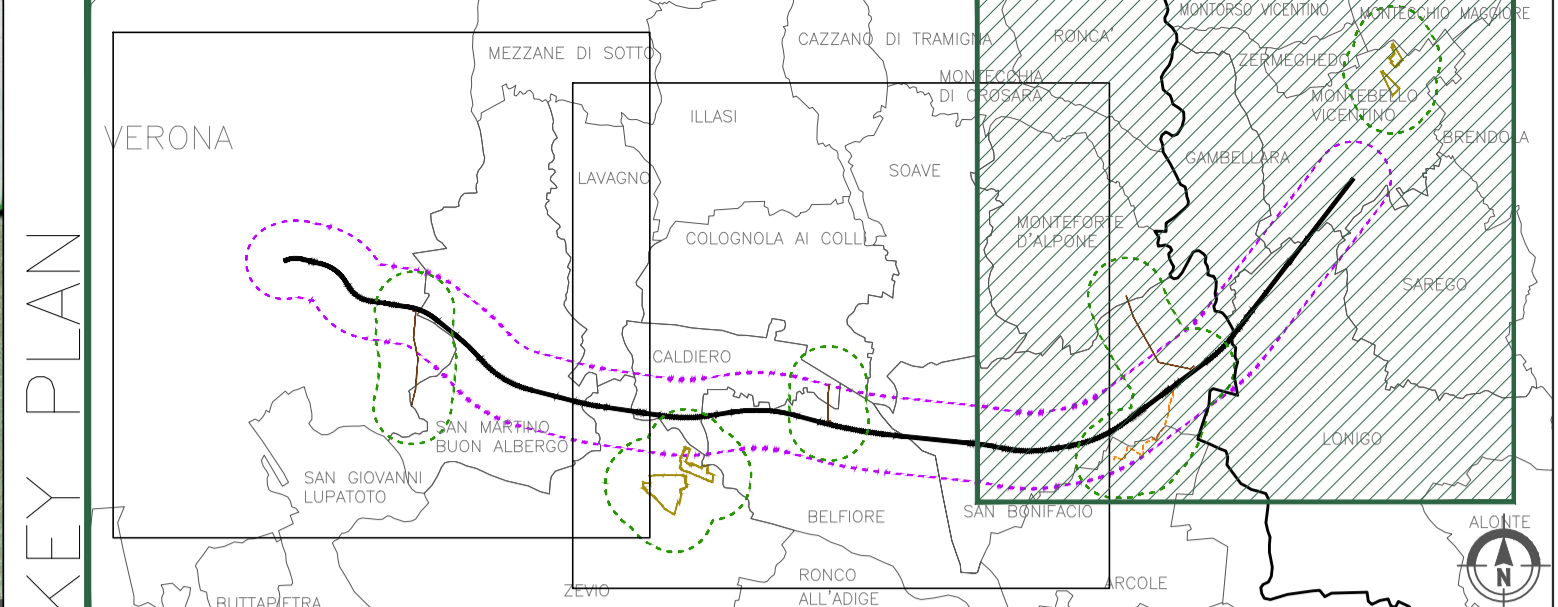 KEY PLAN
MONTORSO VICENTINO
MONTECCHIO MAGGIORE
CAZZANO DI TRAMIGNA
RONCA'
MEZZANE DI SOTTO
ZERMEGHEDO
MONTECCHIA
DI CROSARA
MONTEBELLO
VICENTINO
ILLASI
VERONA
BRENDOLA
GAMBELLARA
SOAVE
LAVAGNO
MONTEFORTE
D'ALPONE
COLOGNOLA AI COLLI
SAREGO
CALDIERO
SAN MARTINO
BUON ALBERGO
LONIGO
SAN GIOVANNI
LUPATOTO
BELFIORE
SAN BONIFACIO
ALONTE
N
RONCO
ALL'ADIGE
ARCOLE
ZEVIO
BUTTAPIETRA